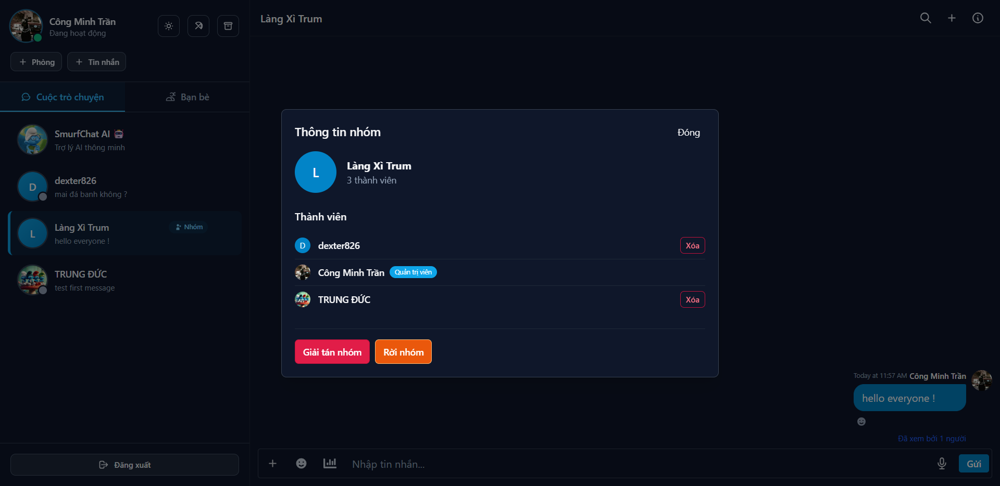 Công Minh Trần
Đang hoạt động
Phòng
Tin nhắn
Cuộc trò chuyện
Bạn bè
SmurfChat AI
Trợ lý AI thông minh
D
dexter826
mai đá banh không ?
L
Làng Xì Trum
Nhóm
hello everyone !
TRUNG ĐỨC
test first message
Đăng xuất
Làng Xì Trum
Thông tin nhóm
Đóng
L
Làng Xì Trum
3 thành viên
Thành viên
D
dexter826
Xóa
Công Minh Trần
Quản trị viên
TRUNG ĐỨC
Xóa
Giải tán nhóm
Rời nhóm
Today at 11:57 AM Công Minh Trần
hello everyone !
Đã xem bởi 1 người
Nhập tin nhắn...
Gửi